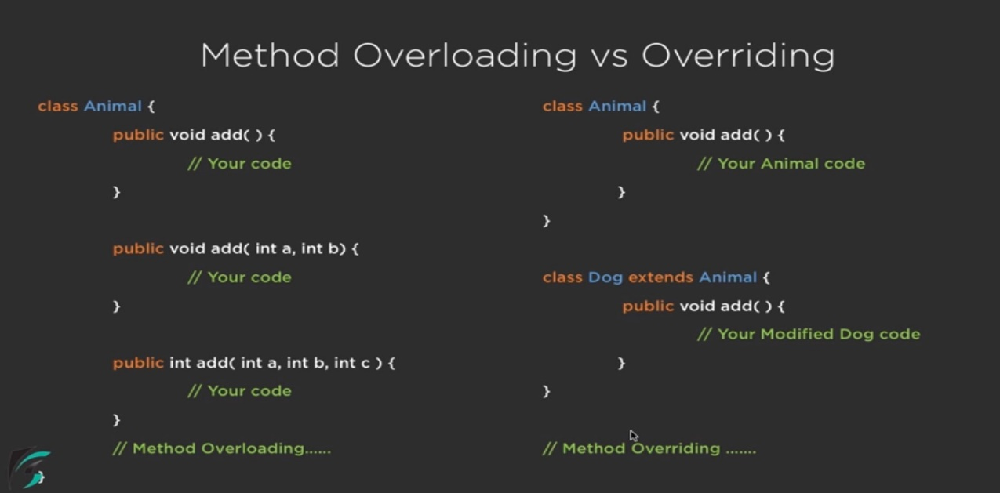 Method Overloading vs Overriding
class Animal {
public void add( ) {
// Your code
}
public void add( int a, int b) {
// Your code
}
public int add( int a, int b, int c ) {
// Your code
}
// Method Overloading......
}
class Animal {
public void add( ) {
// Your Animal code
}
}
class Dog extends Animal {
public void add( ) {
// Your Modified Dog code
}
}
// Method Overriding .......